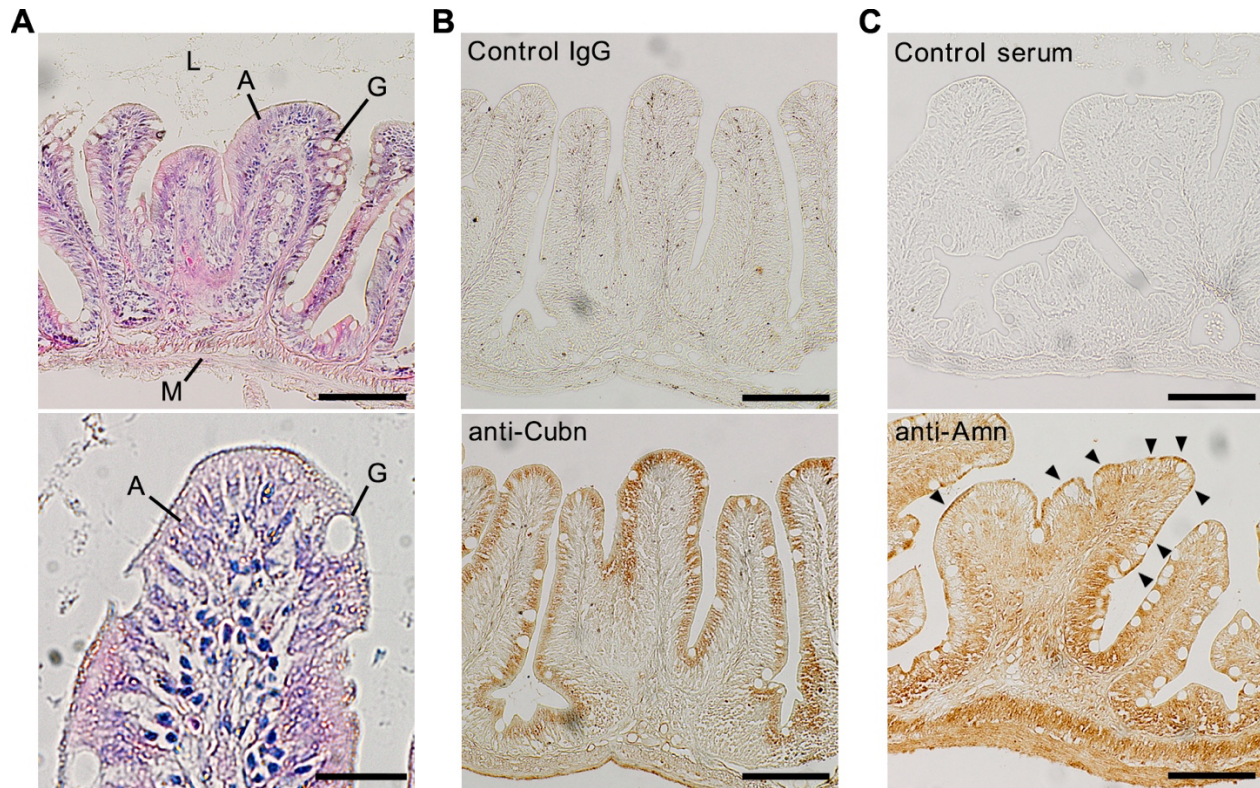 A
L
A
G
M
A
G
B
Control IgG
anti-Cubn
C
Control serum
anti-Amn